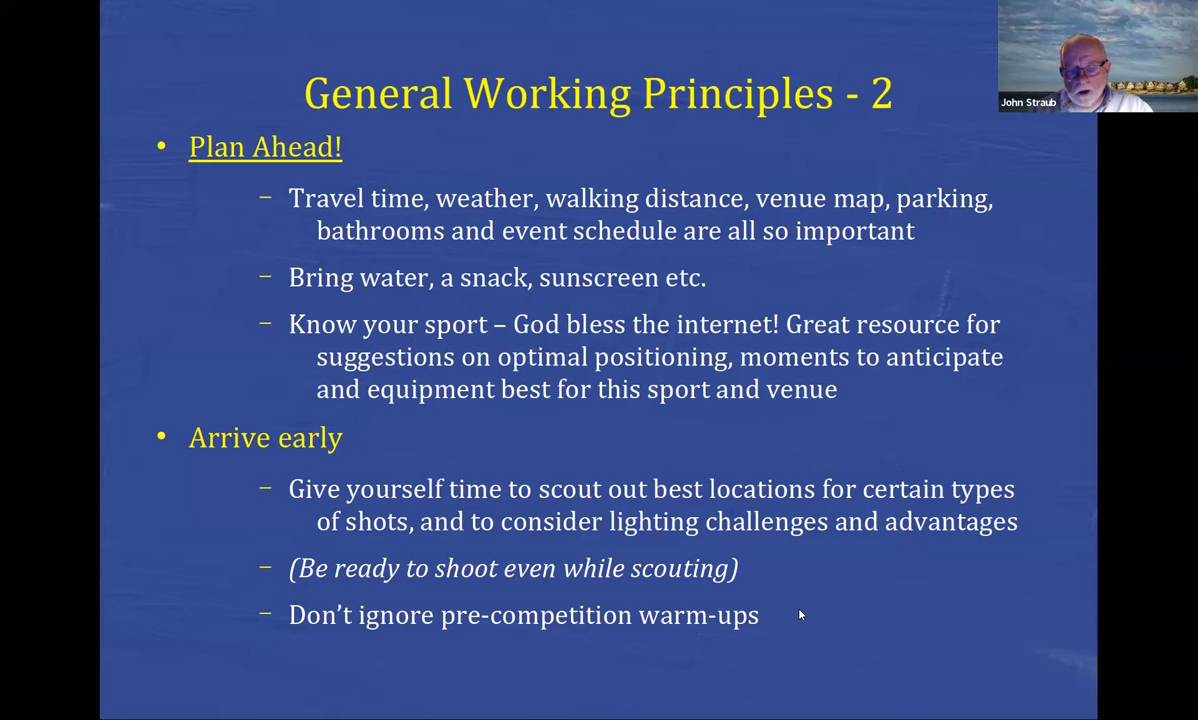 General Working Principles - 2
John Straub
• Plan Ahead!
– Travel time, weather, walking distance, venue map, parking,
bathrooms and event schedule are all so important
– Bring water, a snack, sunscreen etc.
– Know your sport – God bless the internet! Great resource for
suggestions on optimal positioning, moments to anticipate
and equipment best for this sport and venue
• Arrive early
– Give yourself time to scout out best locations for certain types
of shots, and to consider lighting challenges and advantages
– (Be ready to shoot even while scouting)
– Don’t ignore pre-competition warm-ups